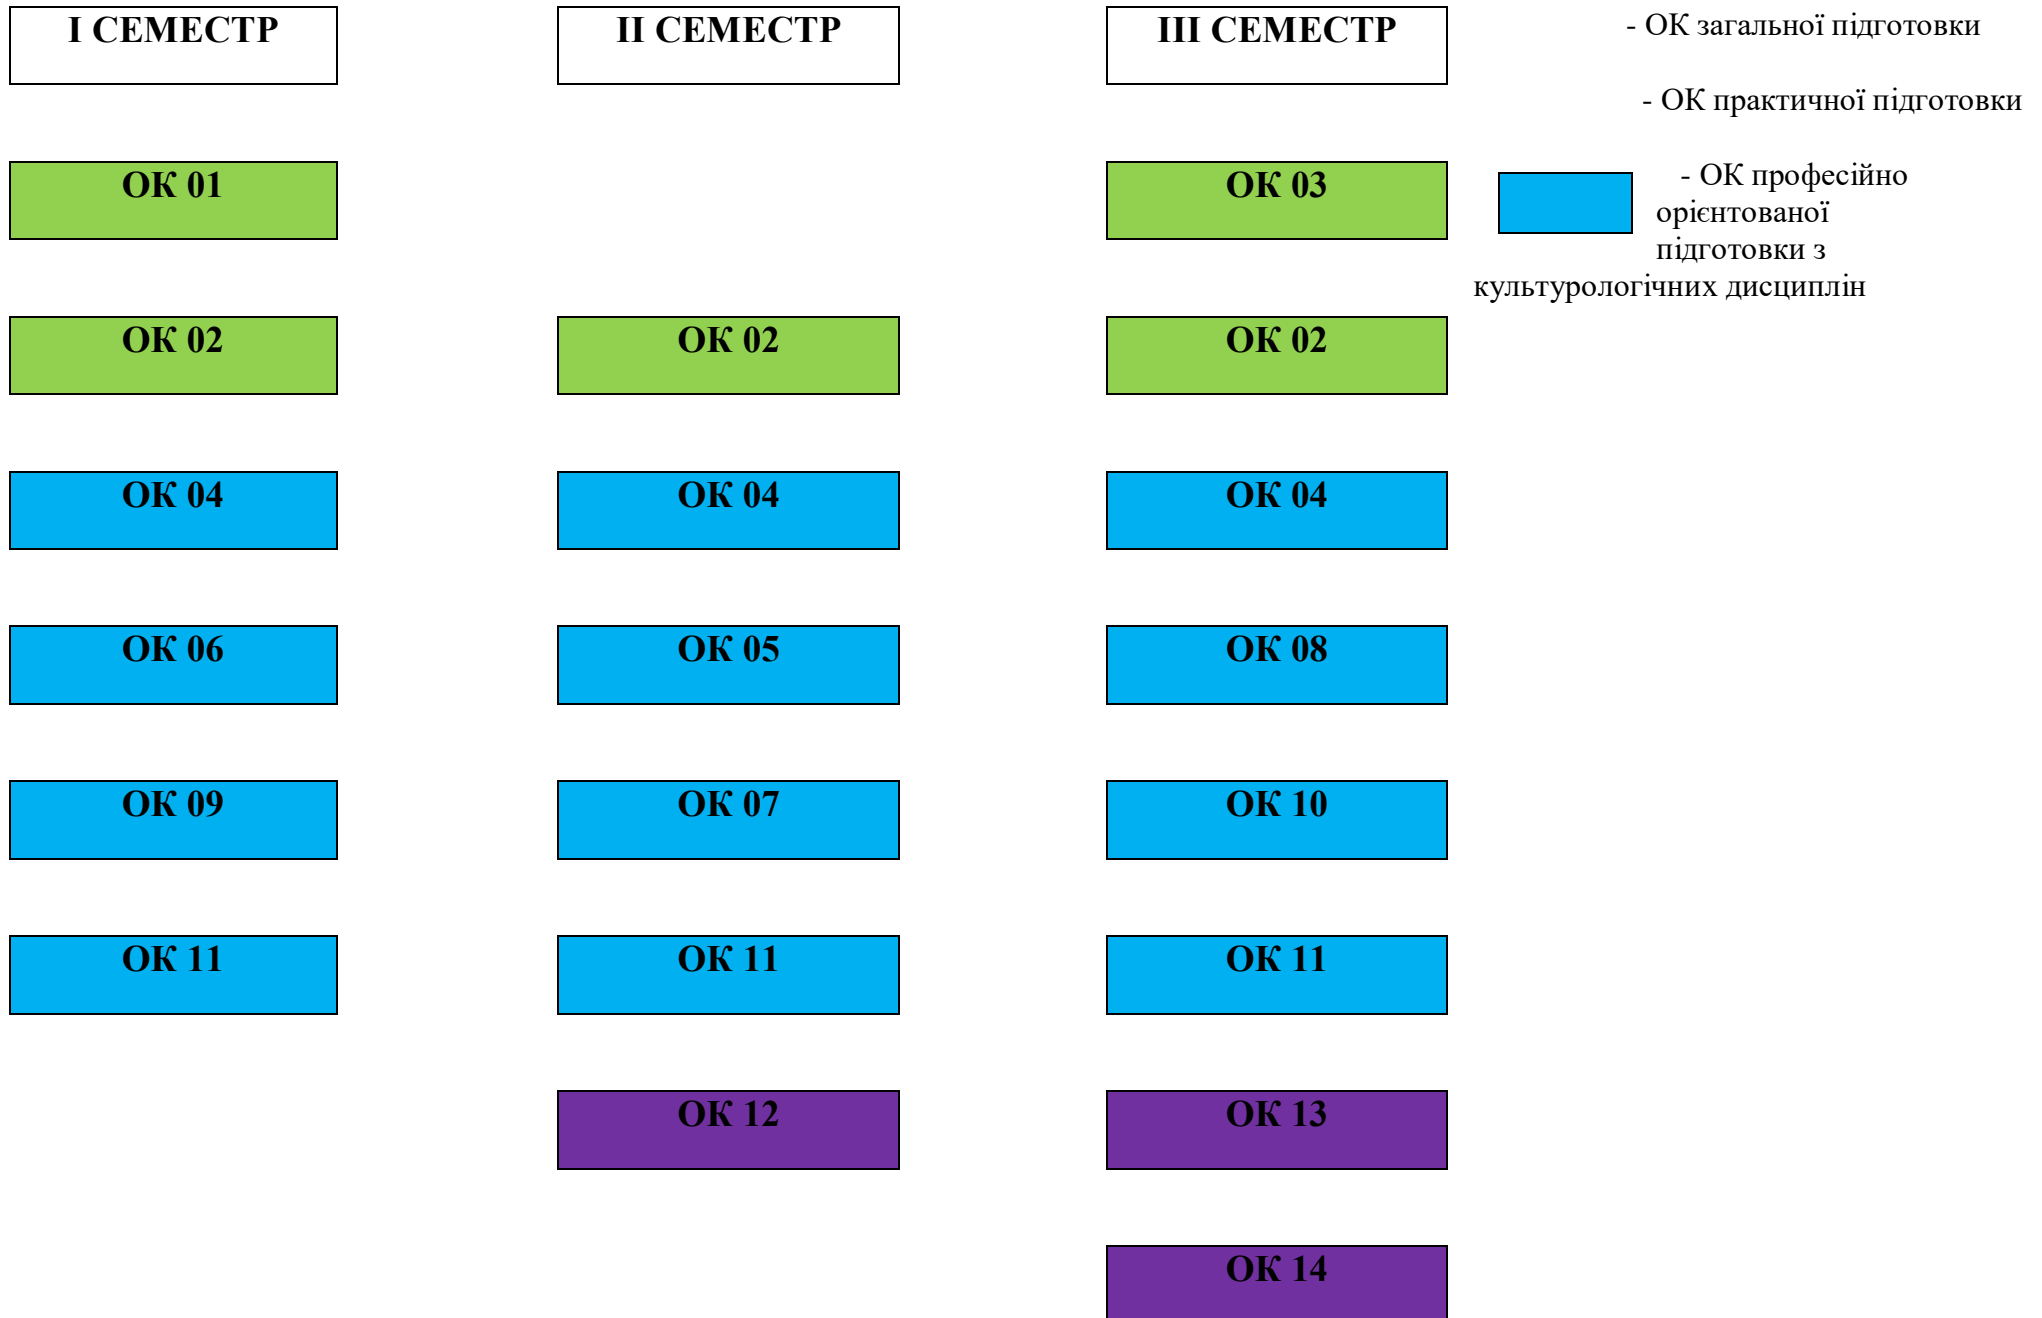 І СЕМЕСТР
ІІ СЕМЕСТР
ІІІ СЕМЕСТР
- ОК загальної підготовки
- ОК практичної підготовки
- ОК професійно
орієнтованої
підготовки з
культурологічних дисциплін
ОК 01
ОК 03
ОК 02
ОК 02
ОК 02
ОК 04
ОК 04
ОК 04
ОК 06
ОК 05
ОК 08
ОК 09
ОК 07
ОК 10
ОК 11
ОК 11
ОК 11
ОК 12
ОК 13
ОК 14